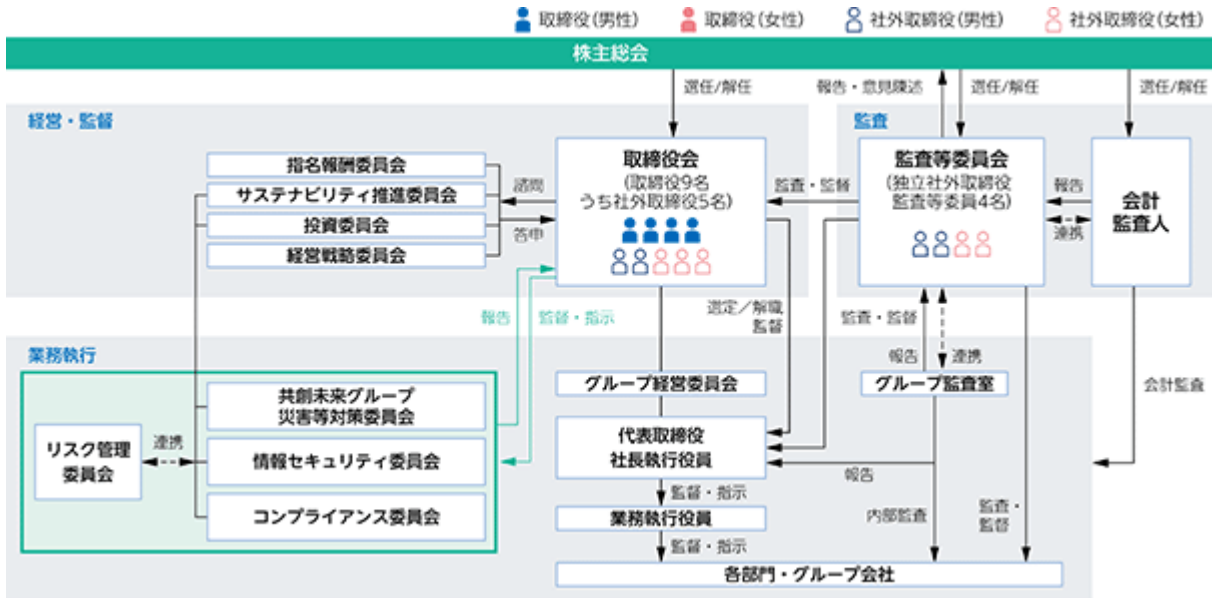 取締役(男性)
取締役(女性)
社外取締役(男性)
社外取締役(女性)
株主総会
選任/解任
報告・意見陳述
選任/解任
選任/解任
経営・監督
監査
指名報酬委員会
サステナビリティ推進委員会
投資委員会
経営戦略委員会
諮問
答申
取締役会
(取締役9名
うち社外取締役5名)
監査・監督
監査等委員会
(独立社外取締役
監査等委員4名)
報告
連携
会計
監査人
報告
監督・指示
選定/解職
監督
監査・監督
報告
連携
会計監査
業務執行
共創未来グループ
災害等対策委員会
情報セキュリティ委員会
コンプライアンス委員会
リスク管理
委員会
連携
グループ経営委員会
グループ監査室
代表取締役
社長執行役員
報告
監督・指示
業務執行役員
内部監査
監査・
監督
監督・指示
各部門・グループ会社